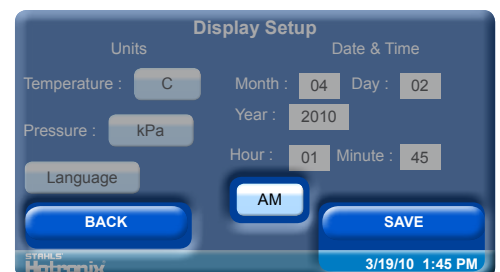 Display Setup
Units Date & Time
Temperature : C Month : 04 Day : 02
Year : 2010
Pressure : kPa
Hour : 01 Minute : 45
Language
AM
BACK SAVE
STAHLS'
Hotronix
3/19/10 1:45 PM